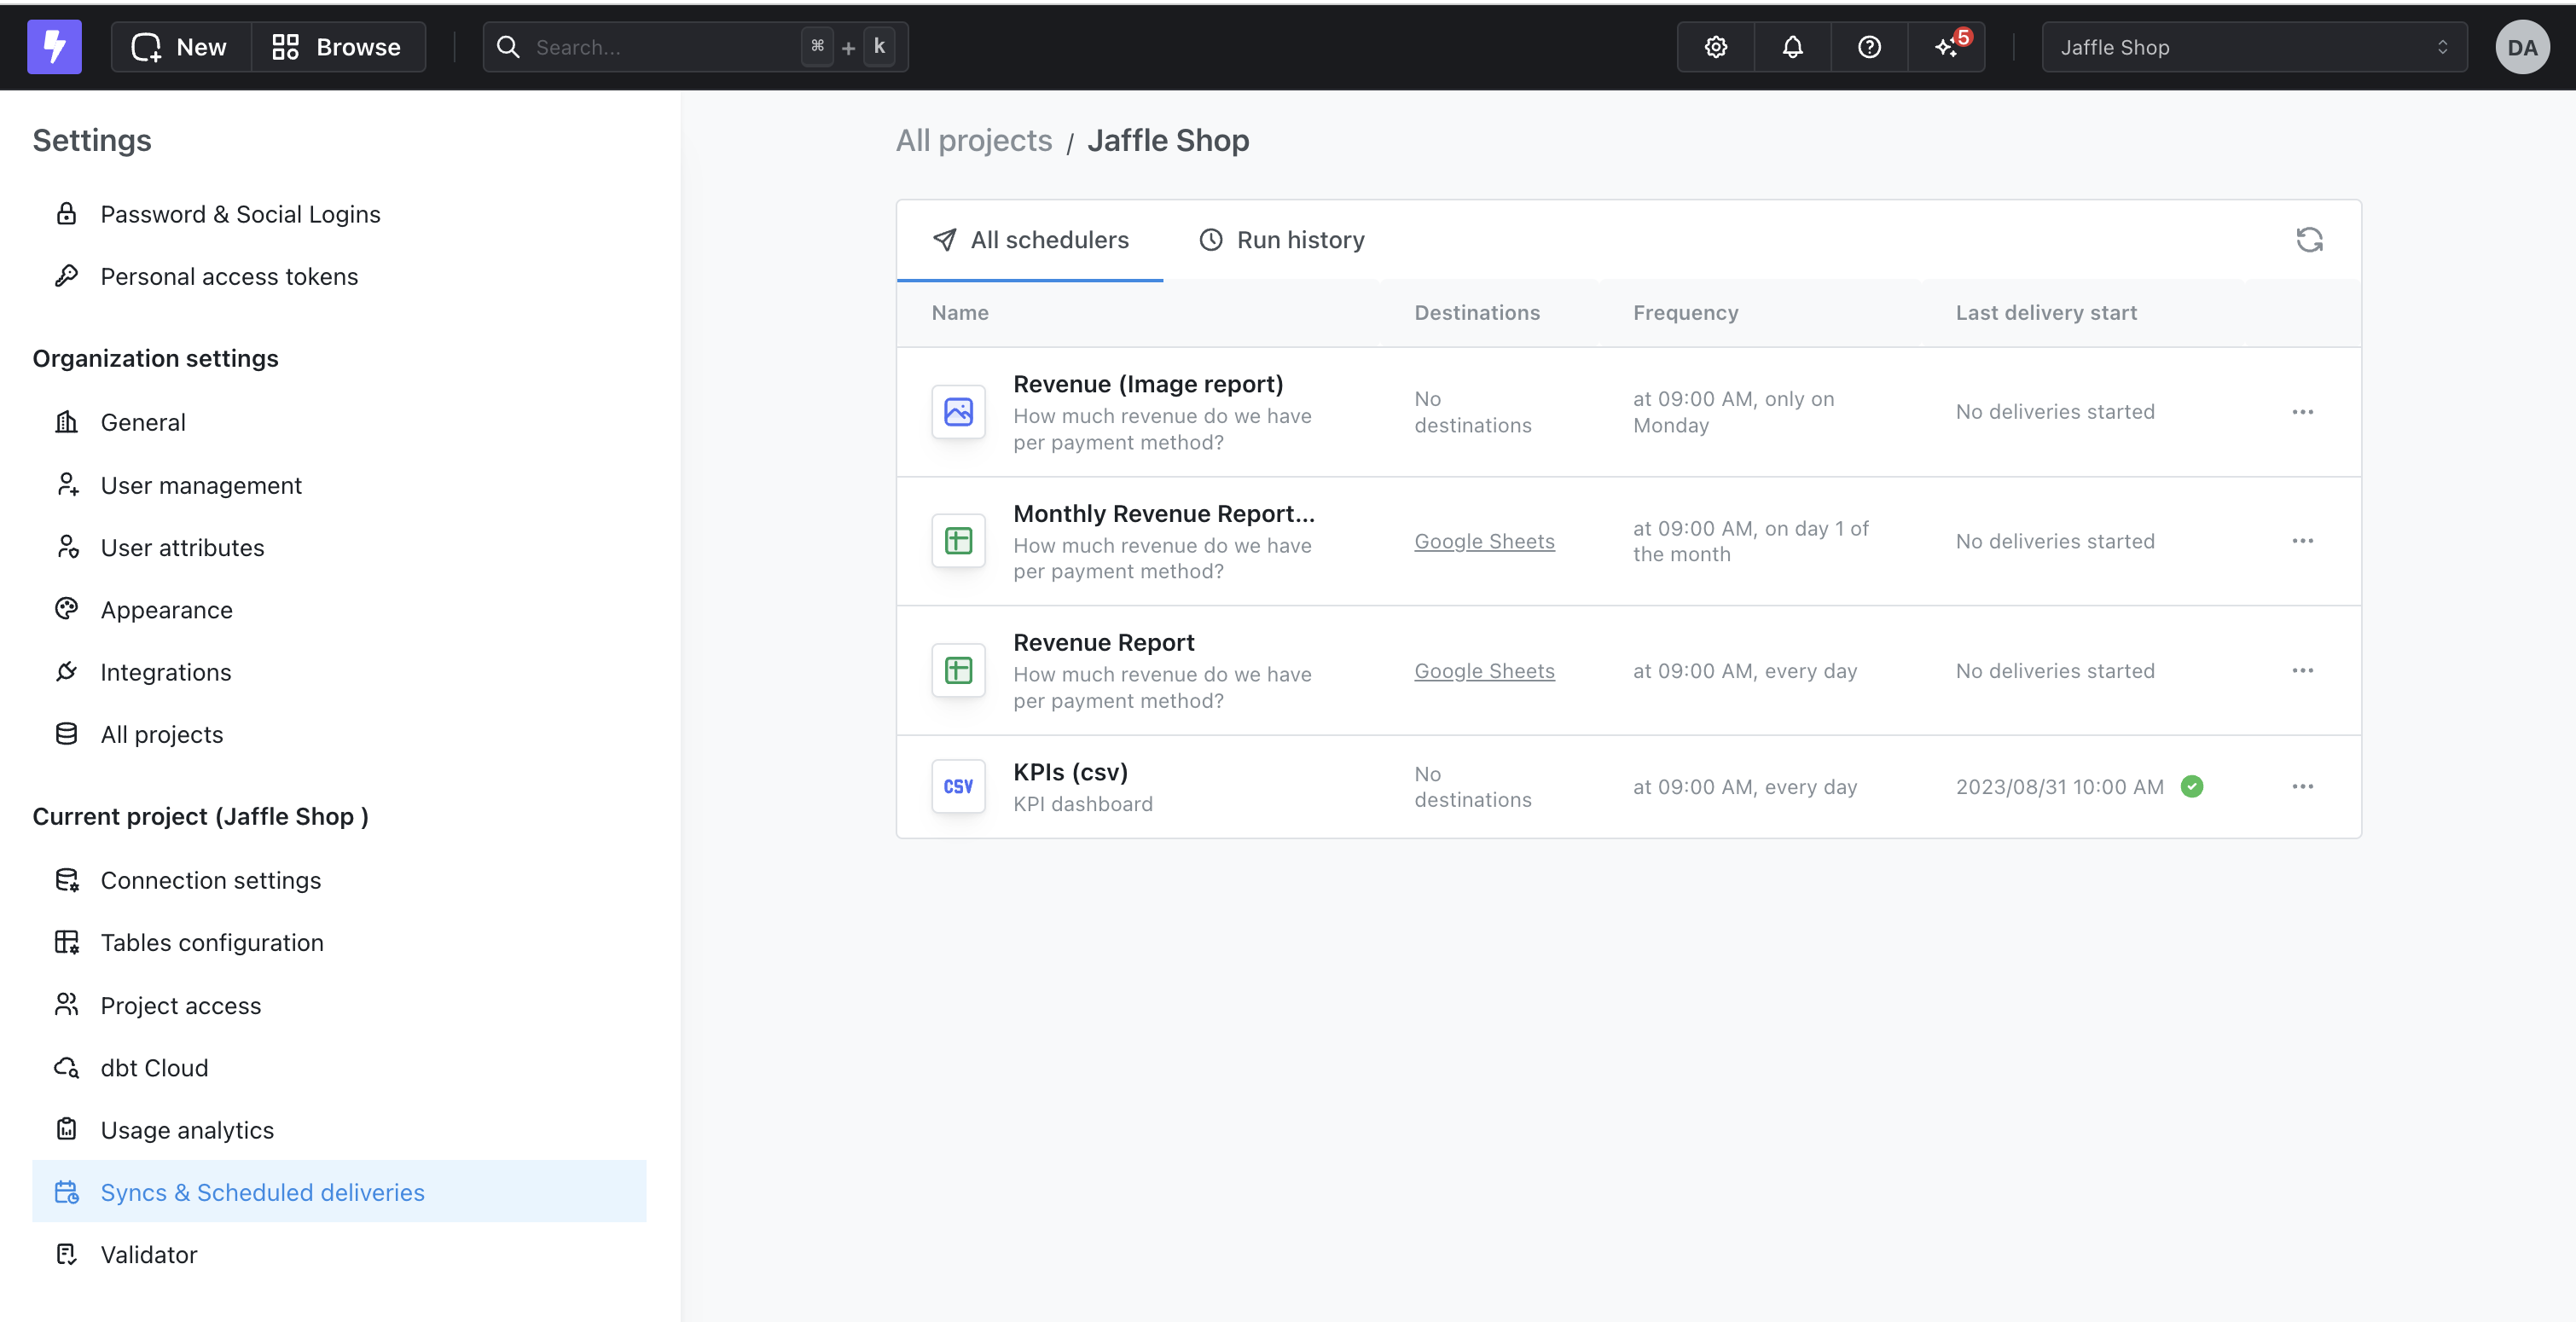 New
Browse
Search...
⌘ + k
5
Jaffle Shop
DA
Settings
Password & Social Logins
Personal access tokens
Organization settings
General
User management
User attributes
Appearance
Integrations
All projects
Current project (Jaffle Shop )
Connection settings
Tables configuration
Project access
dbt Cloud
Usage analytics
Syncs & Scheduled deliveries
Validator
All projects / Jaffle Shop
All schedulers
Run history
Name
Destinations
Frequency
Last delivery start
Revenue (Image report)
How much revenue do we have
per payment method?
No
destinations
at 09:00 AM, only on
Monday
No deliveries started
Monthly Revenue Report...
How much revenue do we have
per payment method?
Google Sheets
at 09:00 AM, on day 1 of
the month
No deliveries started
Revenue Report
How much revenue do we have
per payment method?
Google Sheets
at 09:00 AM, every day
No deliveries started
CSV
KPIs (csv)
KPI dashboard
No
destinations
at 09:00 AM, every day
2023/08/31 10:00 AM